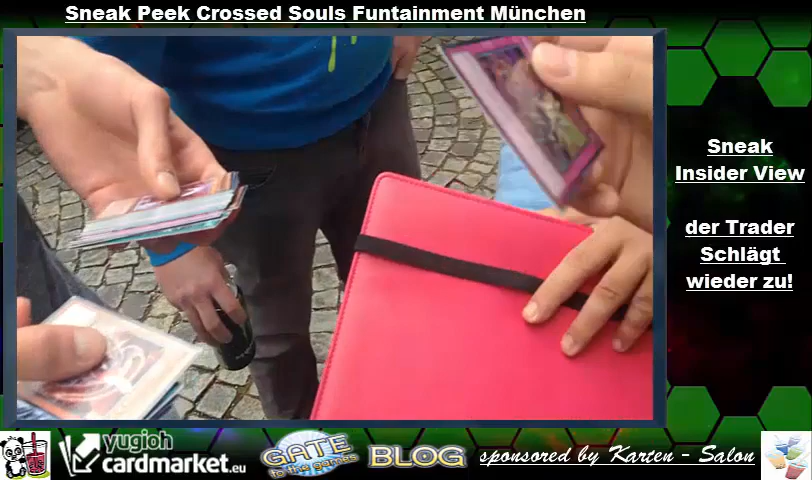 Sneak Peek Crossed Souls Funtainment München
Sneak
Insider View
der Trader
Schlägt
wieder zu!
yugioh
cardmarket.eu
GATE
to the games
BLOG
sponsored by Karten - Salon